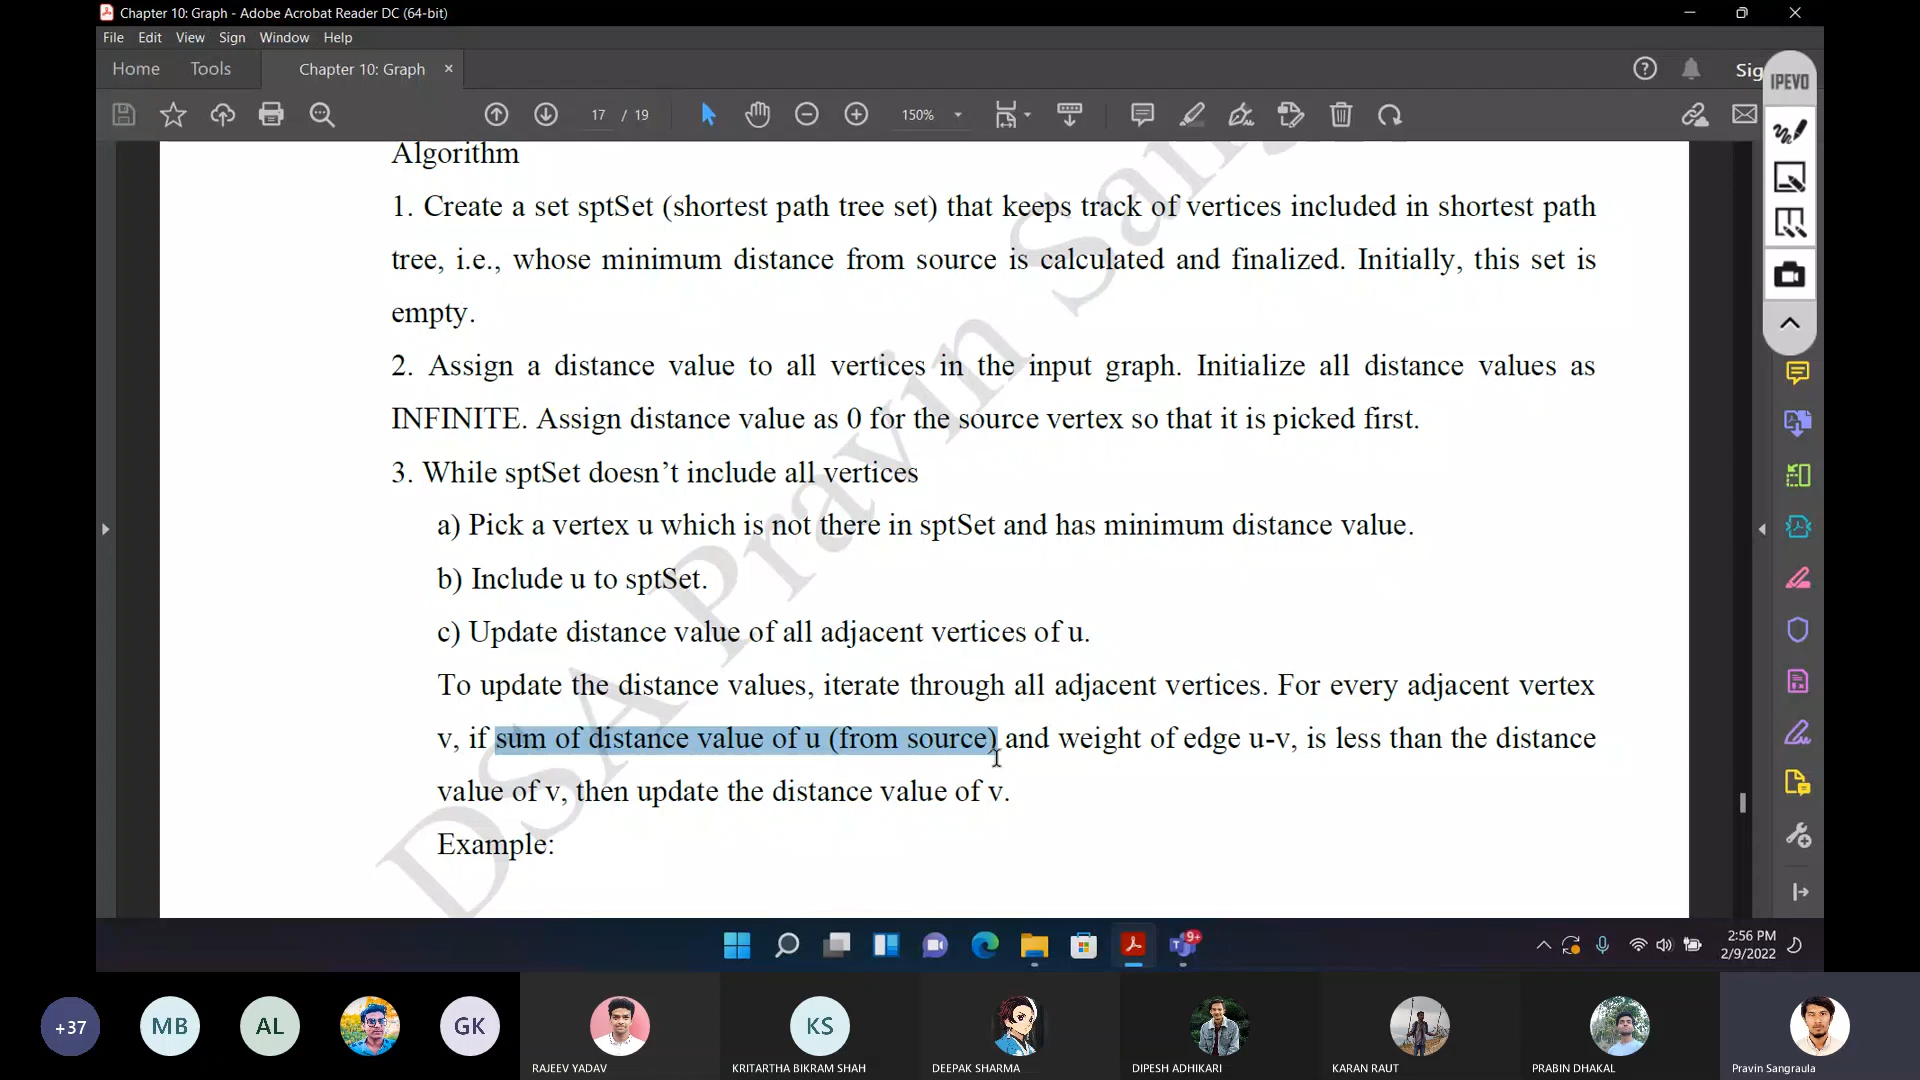 Chapter 10: Graph - Adobe Acrobat Reader DC (64-bit)
File Edit View Sign Window Help
Home Tools Chapter 10: Graph ×
Sig
IPEVO
17 / 19
150%
Algorithm
1. Create a set sptSet (shortest path tree set) that keeps track of vertices included in shortest path
tree, i.e., whose minimum distance from source is calculated and finalized. Initially, this set is
empty.
2. Assign a distance value to all vertices in the input graph. Initialize all distance values as
INFINITE. Assign distance value as 0 for the source vertex so that it is picked first.
3. While sptSet doesn’t include all vertices
a) Pick a vertex u which is not there in sptSet and has minimum distance value.
b) Include u to sptSet.
c) Update distance value of all adjacent vertices of u.
To update the distance values, iterate through all adjacent vertices. For every adjacent vertex
v, if sum of distance value of u (from source) and weight of edge u-v, is less than the distance
value of v, then update the distance value of v.
Example:
DSA Pravin Sang
9+
2:56 PM
2/9/2022
+37
MB
AL
GK
KS
RAJEEV YADAV
KRITARTHA BIKRAM SHAH
DEEPAK SHARMA
DIPESH ADHIKARI
KARAN RAUT
PRABIN DHAKAL
Pravin Sangraula